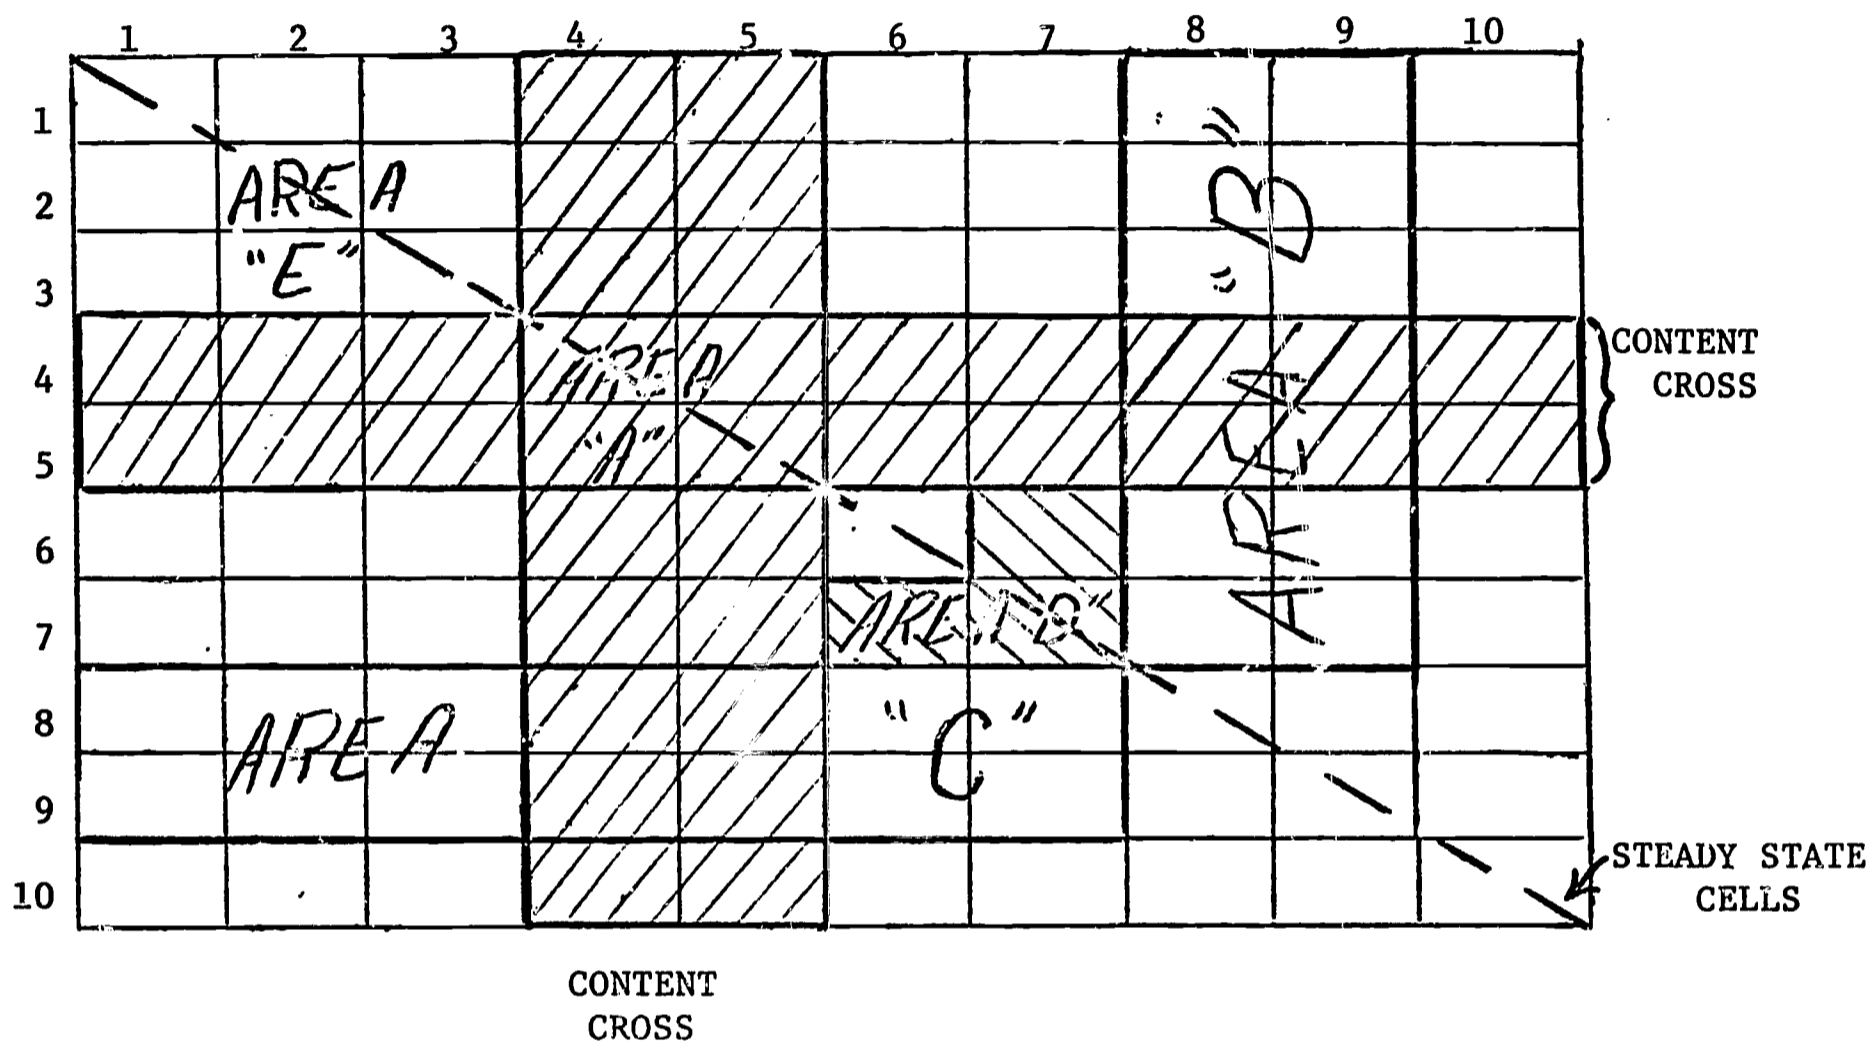 1 2 3 4 5 6 7 8 9 10
1
2
3
4
5
6
7
8
9
10
AREA
"E"
AREA
"A"
AREA "B"
AREA D"
AREA "C"
CONTENT
CROSS
STEADY STATE
CELLS
CONTENT
CROSS